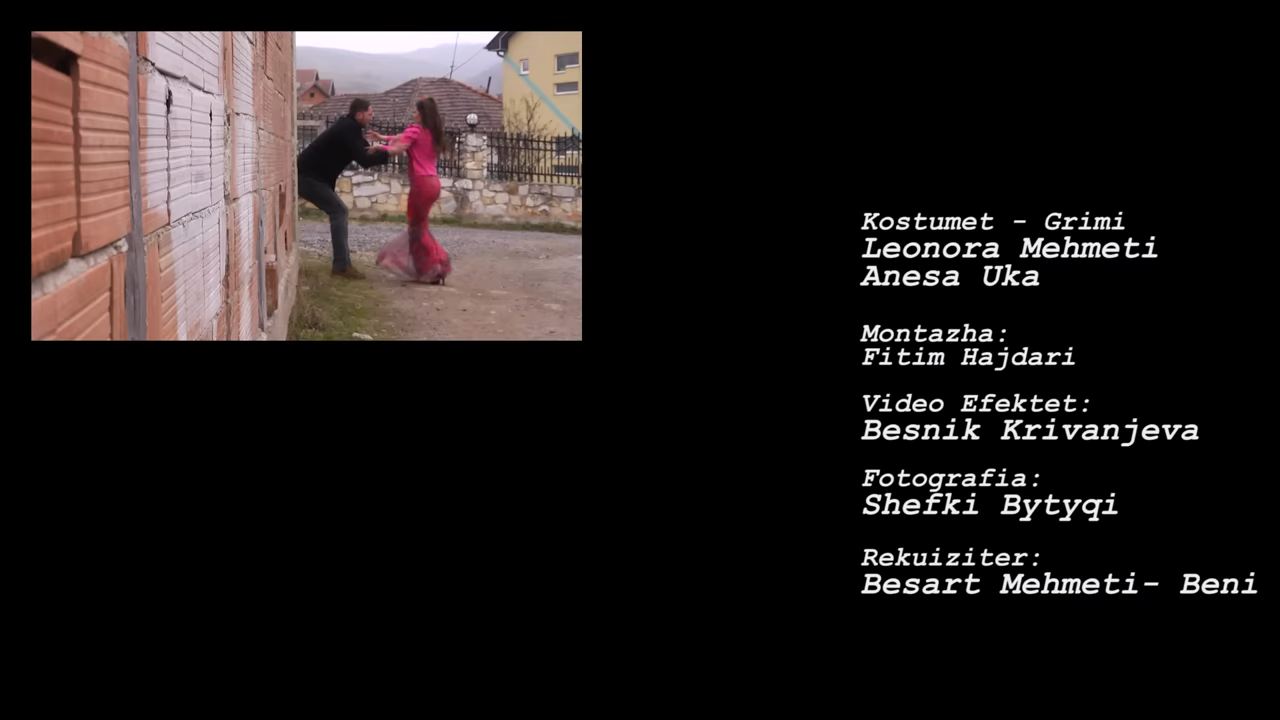 Kostumet - Grimi
Leonora Mehmeti
Anesa Uka
Montazha:
Fitim Hajdari
Video Efektet:
Besnik Krivanjeva
Fotografia:
Shefki Bytyqi
Rekuiziter:
Besart Mehmeti- Beni